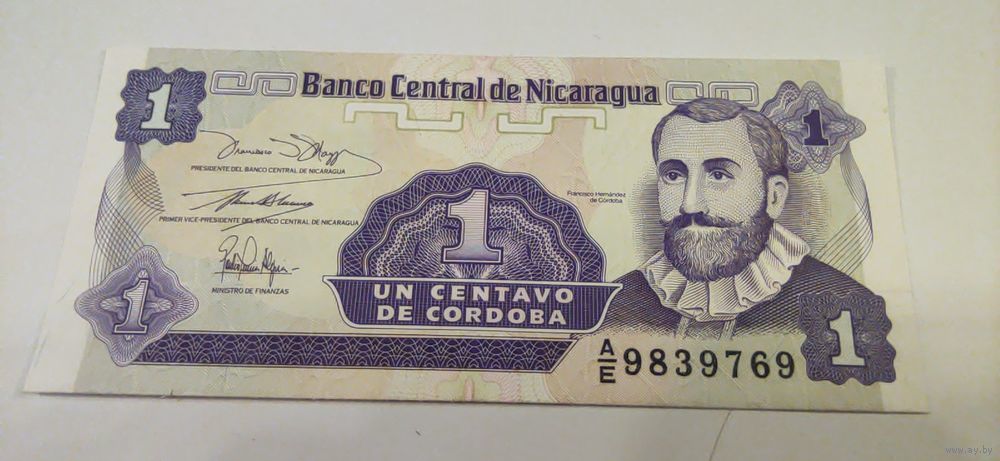 Banco Central de Nicaragua
1
1
PRESIDENTE DEL BANCO CENTRAL DE NICARAGUA
PRIMER VICE-PRESIDENTE DEL BANCO CENTRAL DE NICARAGUA
MINISTRO DE FINANZAS
Francisco Hernández
de Córdoba
1
UN CENTAVO
DE CORDOBA
1
A/E 9839769
1
www.ay.by